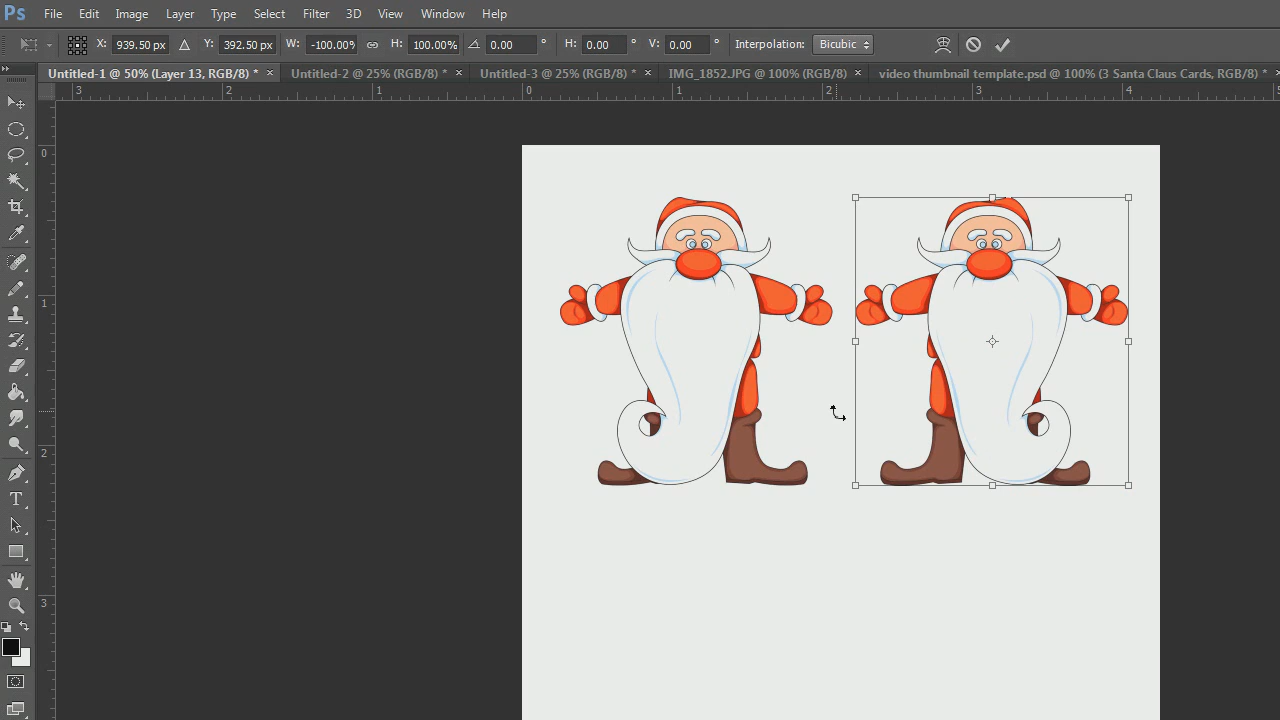 Ps File Edit Image Layer Type Select Filter 3D View Window Help
X: 939.50 px Y: 392.50 px W: -100.00% H: 100.00% 0.00 ° H: 0.00 ° V: 0.00 ° Interpolation: Bicubic
Untitled-1 @ 50% (Layer 13, RGB/8) * × Untitled-2 @ 25% (RGB/8) * × Untitled-3 @ 25% (RGB/8) * × IMG_1852.JPG @ 100% (RGB/8) × video thumbnail template.psd @ 100% (3 Santa Claus Cards, RGB/8) * ×
3 2 1 0 1 2 3 4 5
0
1
2
3
T